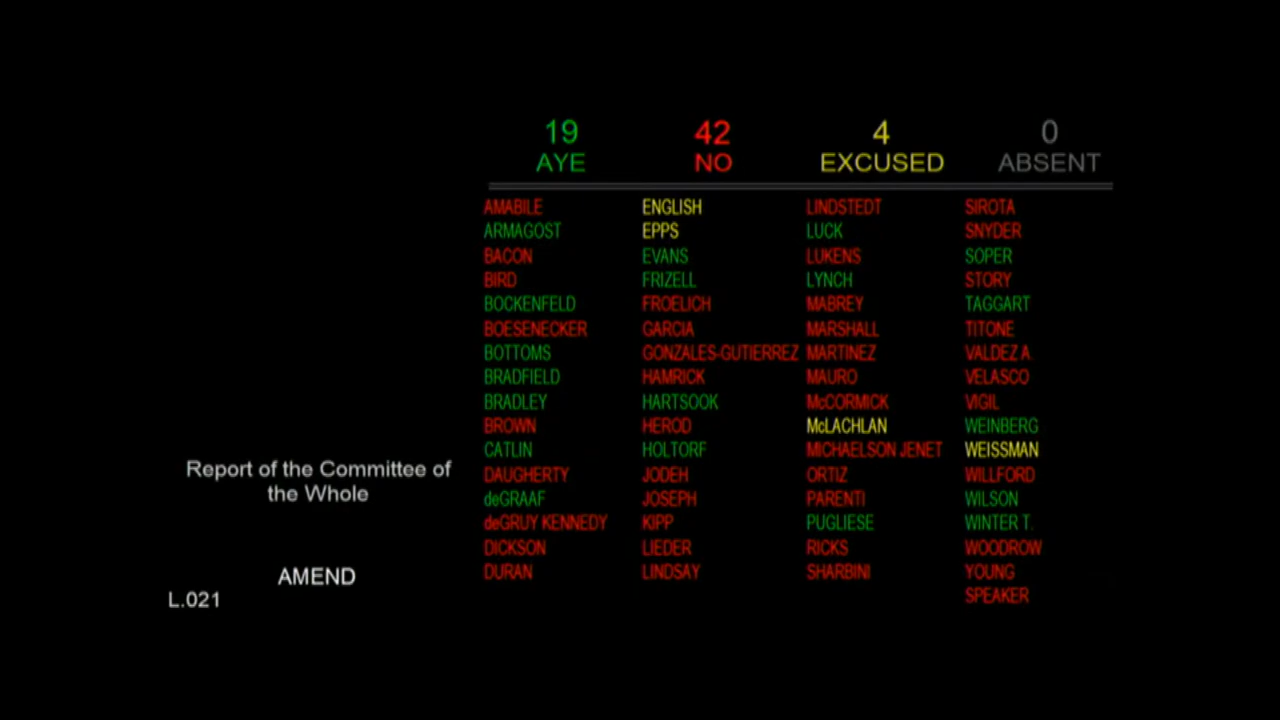 19 42 4 0
AYE NO EXCUSED ABSENT
AMABILE ENGLISH LINDSTEDT SIROTA
ARMAGOST EPPS LUCK SNYDER
BACON EVANS LUKENS SOPER
BIRD FRIZELL LYNCH STORY
BOCKENFELD FROELICH MABREY TAGGART
BOESENECKER GARCIA MARSHALL TITONE
BOTTOMS GONZALES-GUTIERREZ MARTINEZ VALDEZ A.
BRADFIELD HAMRICK MAURO VELASCO
BRADLEY HARTSOOK McCORMICK VIGIL
BROWN HEROD McLACHLAN WEINBERG
CATLIN HOLTORF MICHAELSON JENET WEISSMAN
DAUGHERTY JODEH ORTIZ WILLFORD
deGRAAF JOSEPH PARENTI WILSON
deGRUY KENNEDY KIPP PUGLIESE WINTER T.
DICKSON LIEDER RICKS WOODROW
DURAN LINDSAY SHARBINI YOUNG
SPEAKER
Report of the Committee of
the Whole
AMEND
L.021